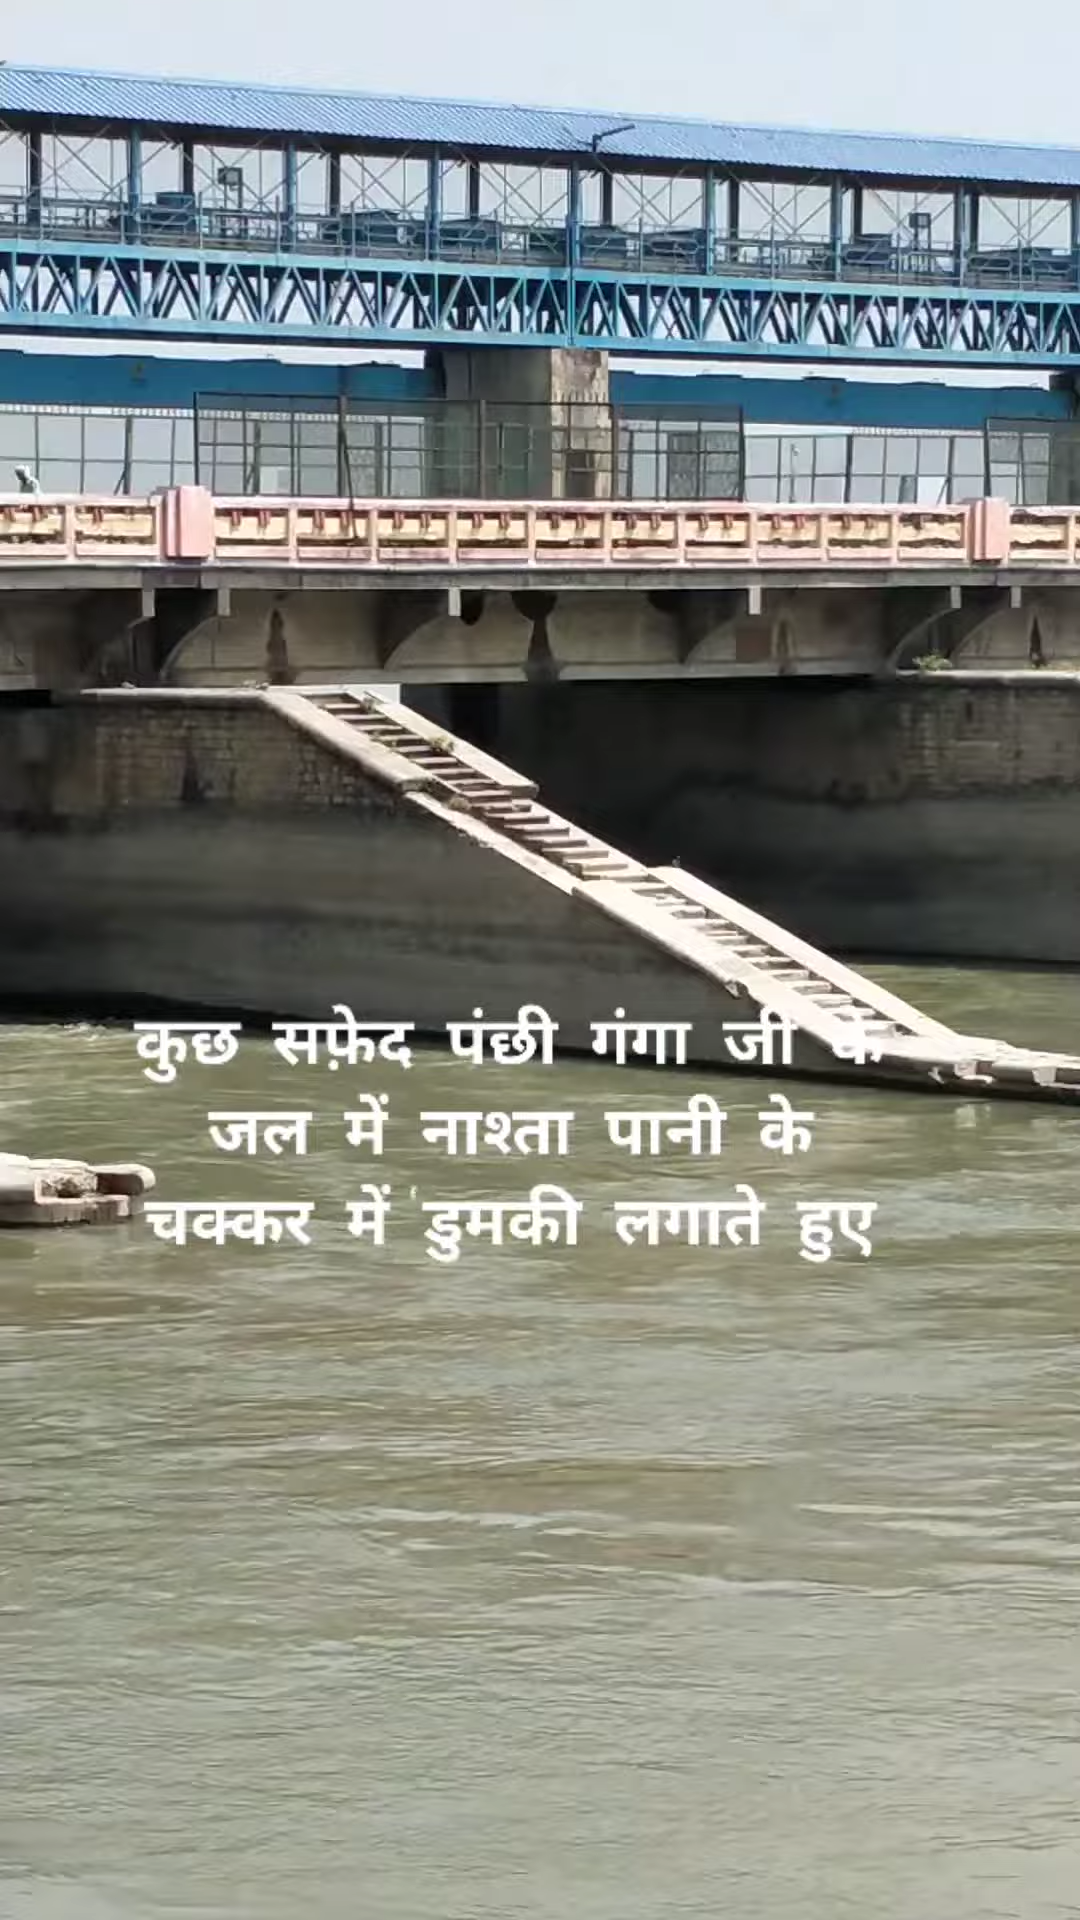 कुछ सफ़ेद पंछी गंगा जी के
जल में नाश्ता पानी के
चक्कर में 'डुमकी लगाते हुए